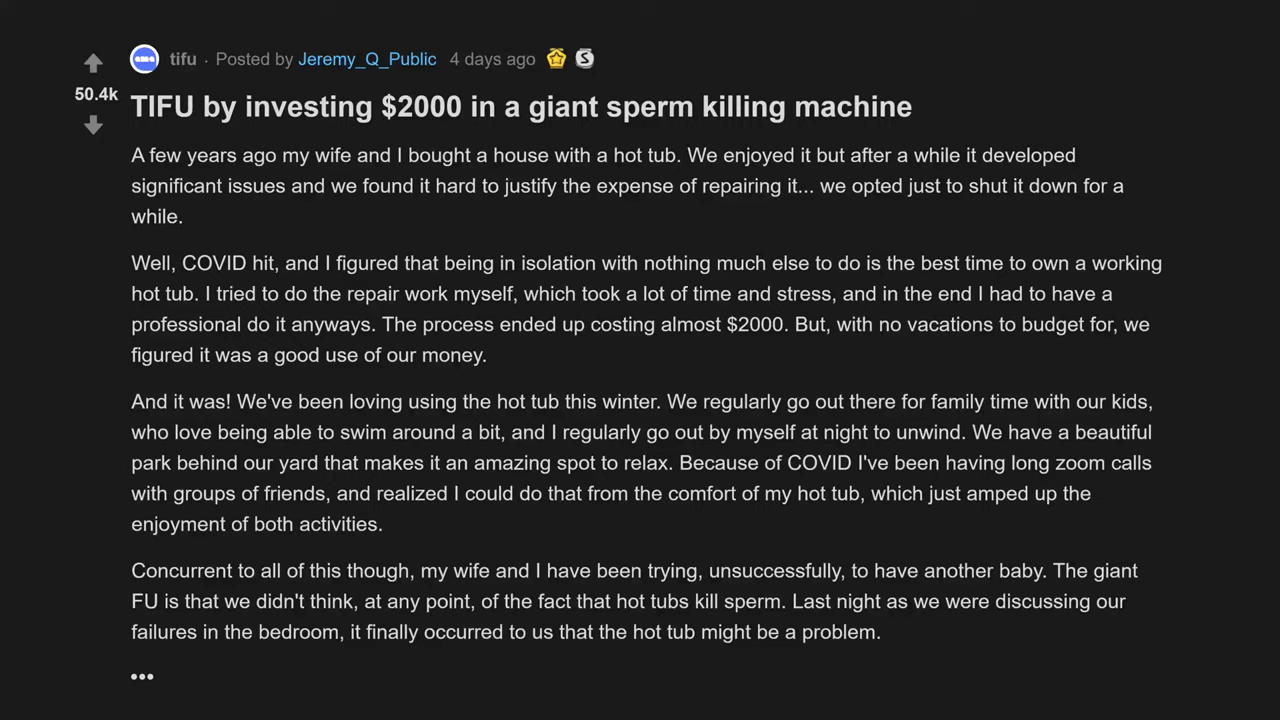 tifu · Posted by Jeremy_Q_Public 4 days ago
50.4k
TIFU by investing $2000 in a giant sperm killing machine
A few years ago my wife and I bought a house with a hot tub. We enjoyed it but after a while it developed
significant issues and we found it hard to justify the expense of repairing it... we opted just to shut it down for a
while.
Well, COVID hit, and I figured that being in isolation with nothing much else to do is the best time to own a working
hot tub. I tried to do the repair work myself, which took a lot of time and stress, and in the end I had to have a
professional do it anyways. The process ended up costing almost $2000. But, with no vacations to budget for, we
figured it was a good use of our money.
And it was! We've been loving using the hot tub this winter. We regularly go out there for family time with our kids,
who love being able to swim around a bit, and I regularly go out by myself at night to unwind. We have a beautiful
park behind our yard that makes it an amazing spot to relax. Because of COVID I've been having long zoom calls
with groups of friends, and realized I could do that from the comfort of my hot tub, which just amped up the
enjoyment of both activities.
Concurrent to all of this though, my wife and I have been trying, unsuccessfully, to have another baby. The giant
FU is that we didn't think, at any point, of the fact that hot tubs kill sperm. Last night as we were discussing our
failures in the bedroom, it finally occurred to us that the hot tub might be a problem.
•••